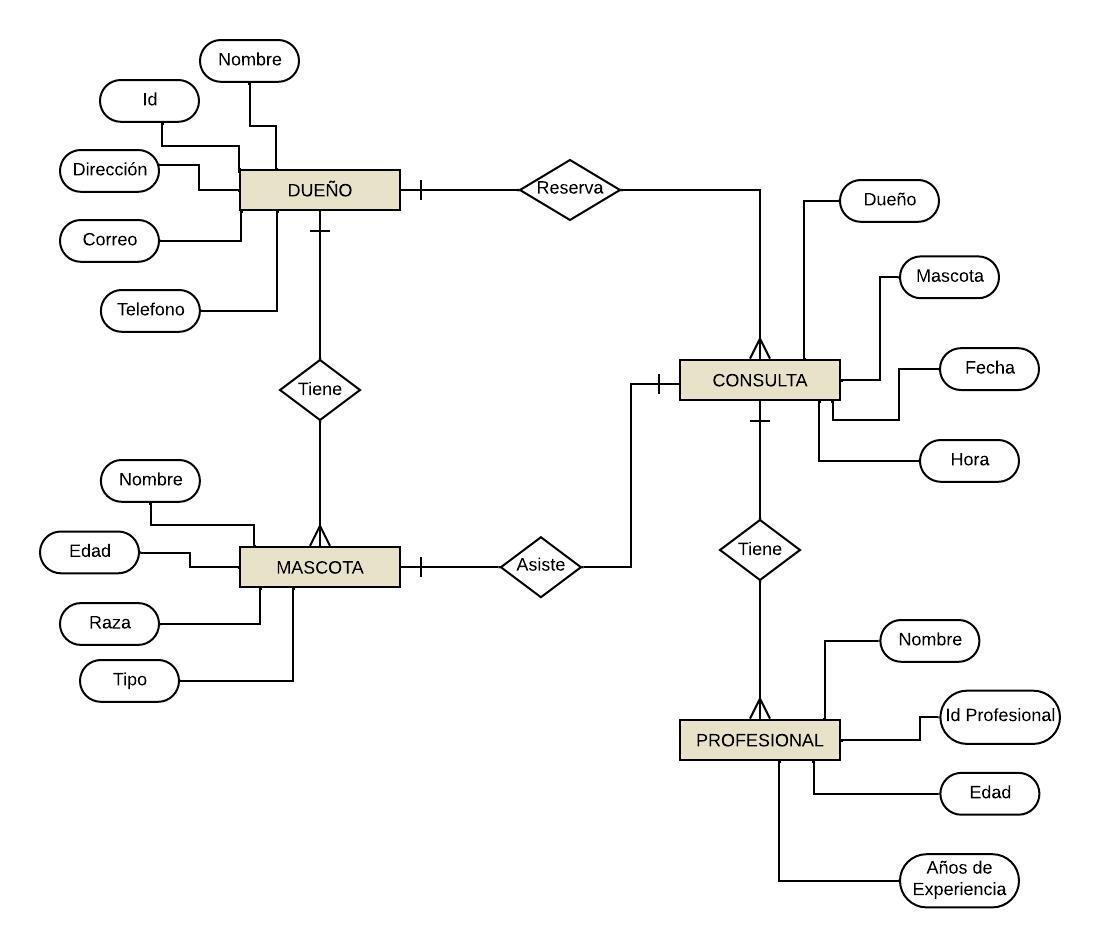 Nombre
Id
Dirección
DUEÑO
Reserva
Dueño
Correo
Mascota
Telefono
Fecha
CONSULTA
Tiene
Hora
Nombre
Edad
Tiene
MASCOTA
Asiste
Raza
Nombre
Tipo
Id Profesional
PROFESIONAL
Edad
Años de
Experiencia